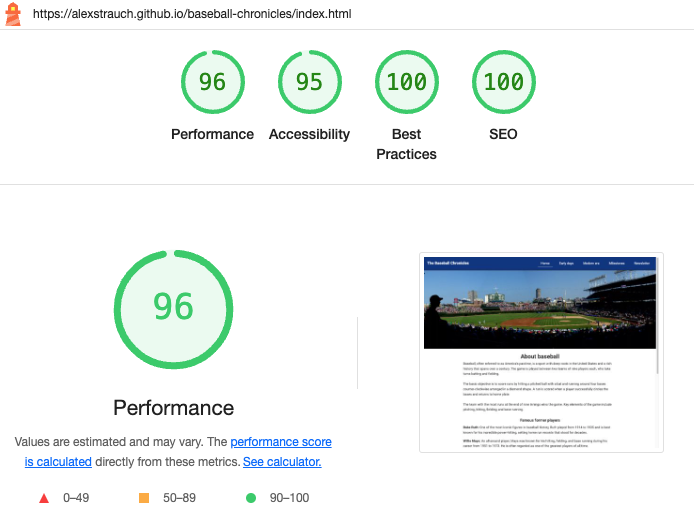 https://alexstrauch.github.io/baseball-chronicles/index.html
96
95
100
100
Performance
Accessibility
Best
Practices
SEO
96
Performance
Values are estimated and may vary. The performance score
is calculated directly from these metrics. See calculator.
0–49
50–89
90–100
The Baseball Chronicles
Home
Early days
Modern era
Milestones
Newsletter
About baseball
Famous former players